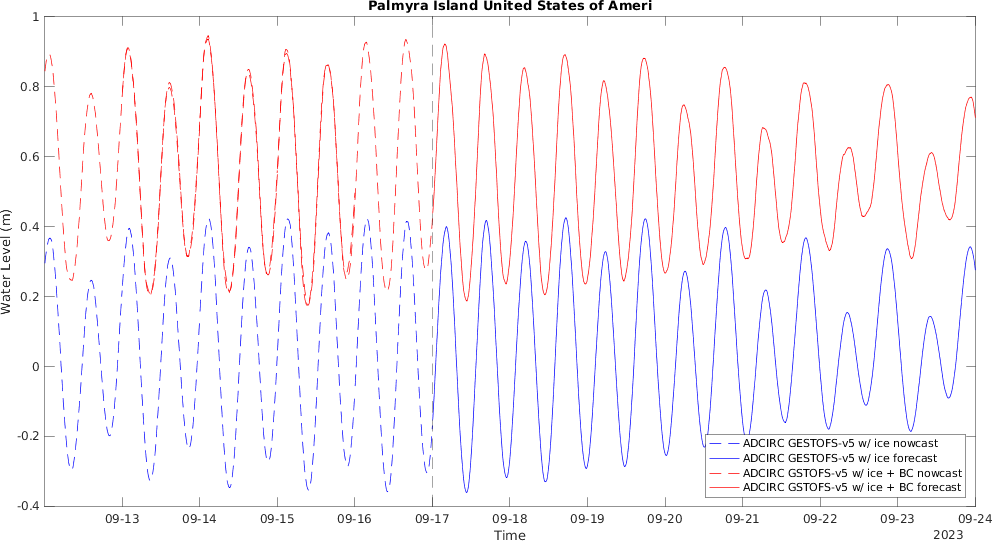 Palmyra Island United States of Ameri
Water Level (m)
1
0.8
0.6
0.4
0.2
0
-0.2
-0.4
ADCIRC GESTOFS-v5 w/ ice nowcast
ADCIRC GESTOFS-v5 w/ ice forecast
ADCIRC GSTOFS-v5 w/ ice + BC nowcast
ADCIRC GSTOFS-v5 w/ ice + BC forecast
09-13 09-14 09-15 09-16 09-17 09-18 09-19 09-20 09-21 09-22 09-23 09-24
Time
2023